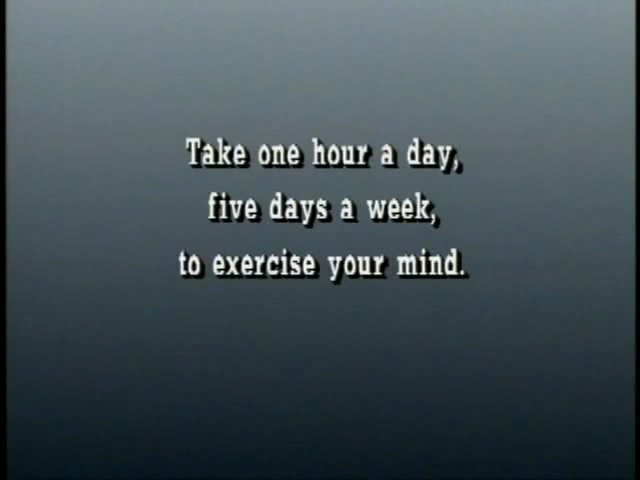 Take one hour a day,
five days a week,
to exercise your mind.